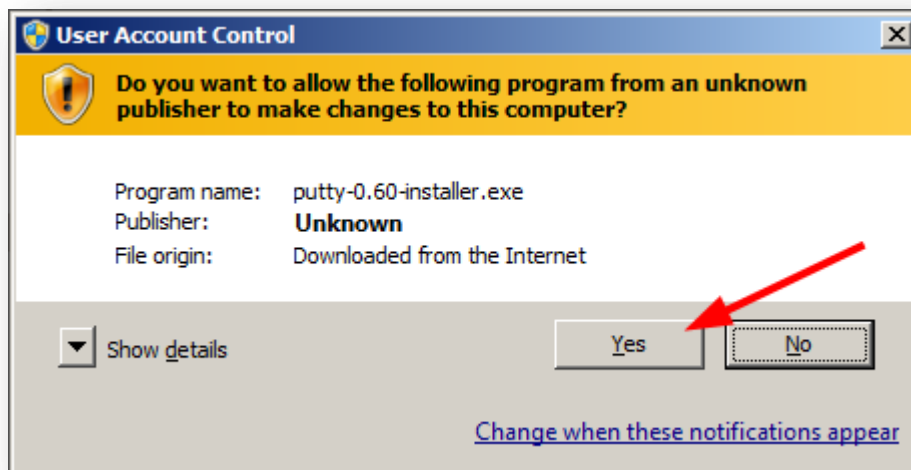 User Account Control
Do you want to allow the following program from an unknown
publisher to make changes to this computer?
Program name: putty-0.60-installer.exe
Publisher: Unknown
File origin: Downloaded from the Internet
Show details
Yes
No
Change when these notifications appear